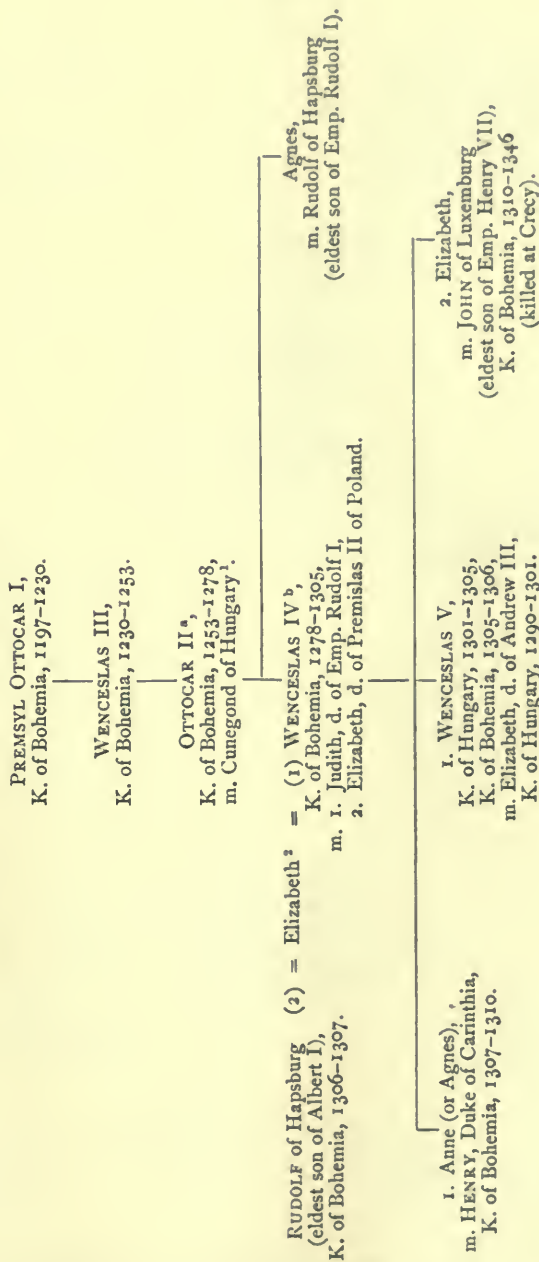 PREMSYL OTTOCAR I,
K. of Bohemia, 1197-1230.
WENCESLAS III,
K. of Bohemia, 1230-1253.
OTTOCAR II ᵃ,
K. of Bohemia, 1253-1278,
m. Cunegond of Hungary ¹.
RUDOLF of Hapsburg
(eldest son of Albert I),
K. of Bohemia, 1306-1307.
(2) = Elizabeth ² = (1) WENCESLAS IV ᵇ,
K. of Bohemia, 1278-1305,
m. 1. Judith, d. of Emp. Rudolf I,
2. Elizabeth, d. of Premislas II of Poland.
Agnes,
m. Rudolf of Hapsburg
(eldest son of Emp. Rudolf I).
1. Anne (or Agnes),
m. HENRY, Duke of Carinthia,
K. of Bohemia, 1307-1310.
1. WENCESLAS V,
K. of Hungary, 1301-1305,
K. of Bohemia, 1305-1306,
m. Elizabeth, d. of Andrew III,
K. of Hungary, 1290-1301.
2. Elizabeth,
m. JOHN of Luxemburg
(eldest son of Emp. Henry VII),
K. of Bohemia, 1310-1346
(killed at Crecy).